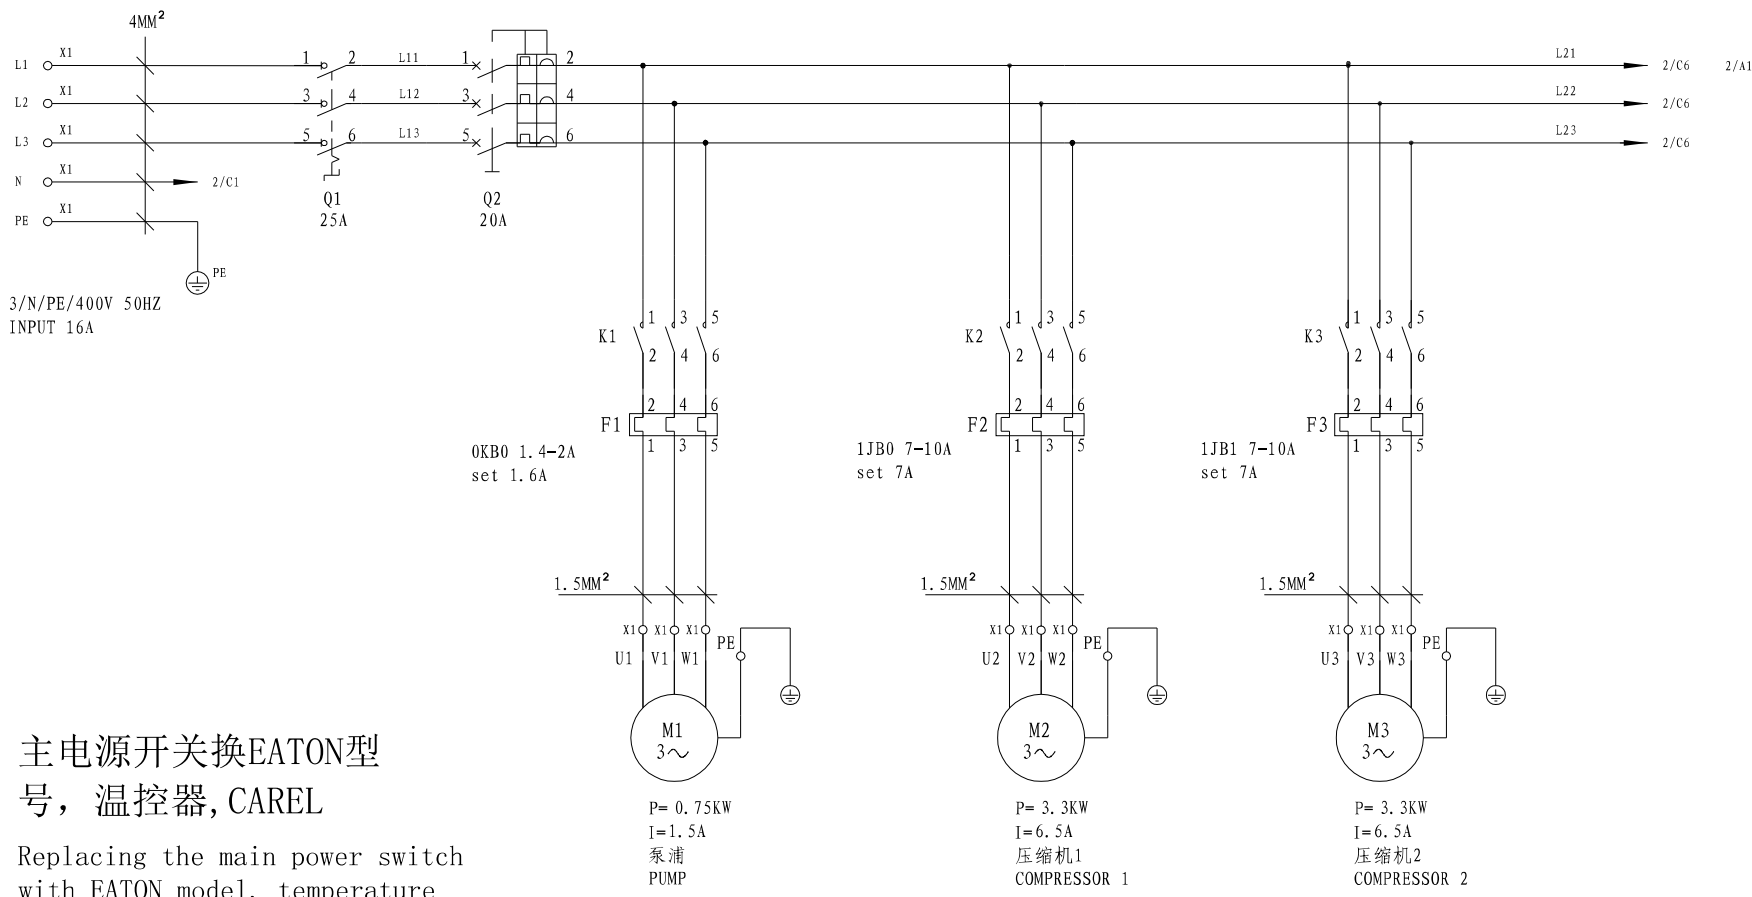 4MM²
L1 X1 1 2 L11 1 2 L21 2/C6 2/A1
L2 X1 3 4 L12 3 4 L22 2/C6
L3 X1 5 6 L13 5 6 L23 2/C6
N X1 2/C1
Q1 Q2
25A 20A
PE X1
PE
3/N/PE/400V 50HZ
INPUT 16A
K1 1 3 5 K2 1 3 5 K3 1 3 5
2 4 6 2 4 6 2 4 6
F1 2 4 6 F2 2 4 6 F3 2 4 6
1 3 5 1 3 5 1 3 5
0KB0 1.4-2A 1JB0 7-10A 1JB1 7-10A
set 1.6A set 7A set 7A
1.5MM² 1.5MM² 1.5MM²
X1 X1 X1 PE X1 X1 X1 PE X1 X1 X1 PE
U1 V1 W1 U2 V2 W2 U3 V3 W3
M1 M2 M3
3～ 3～ 3～
P= 0.75KW P= 3.3KW P= 3.3KW
I=1.5A I=6.5A I=6.5A
泵浦 压缩机1 压缩机2
PUMP COMPRESSOR 1 COMPRESSOR 2
主电源开关换EATON型
号，温控器,CAREL
Replacing the main power switch
with EATON model, temperature